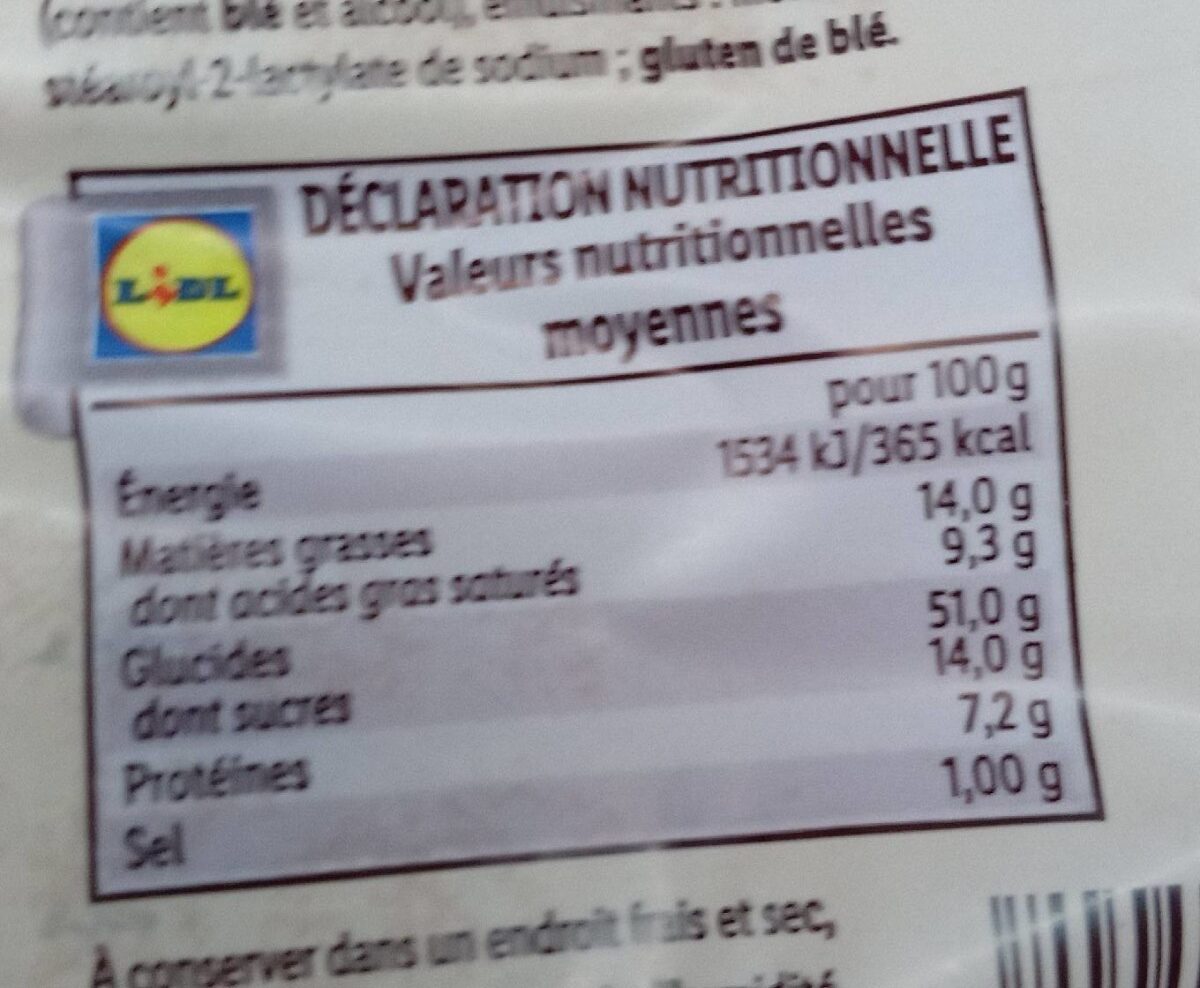 (contient blé et alcool),
stéaroyl-2-lactylate de sodium ; gluten de blé.
DÉCLARATION NUTRITIONNELLE
LIDL
Valeurs nutritionnelles
moyennes
pour 100g
Énergie 1534 kJ/365 kcal
Matières grasses 14,0 g
dont acides gras saturés 9,3 g
Glucides 51,0 g
dont sucres 14,0 g
Protéines 7,2 g
Sel 1,00 g
À conserver dans un endroit frais et sec,